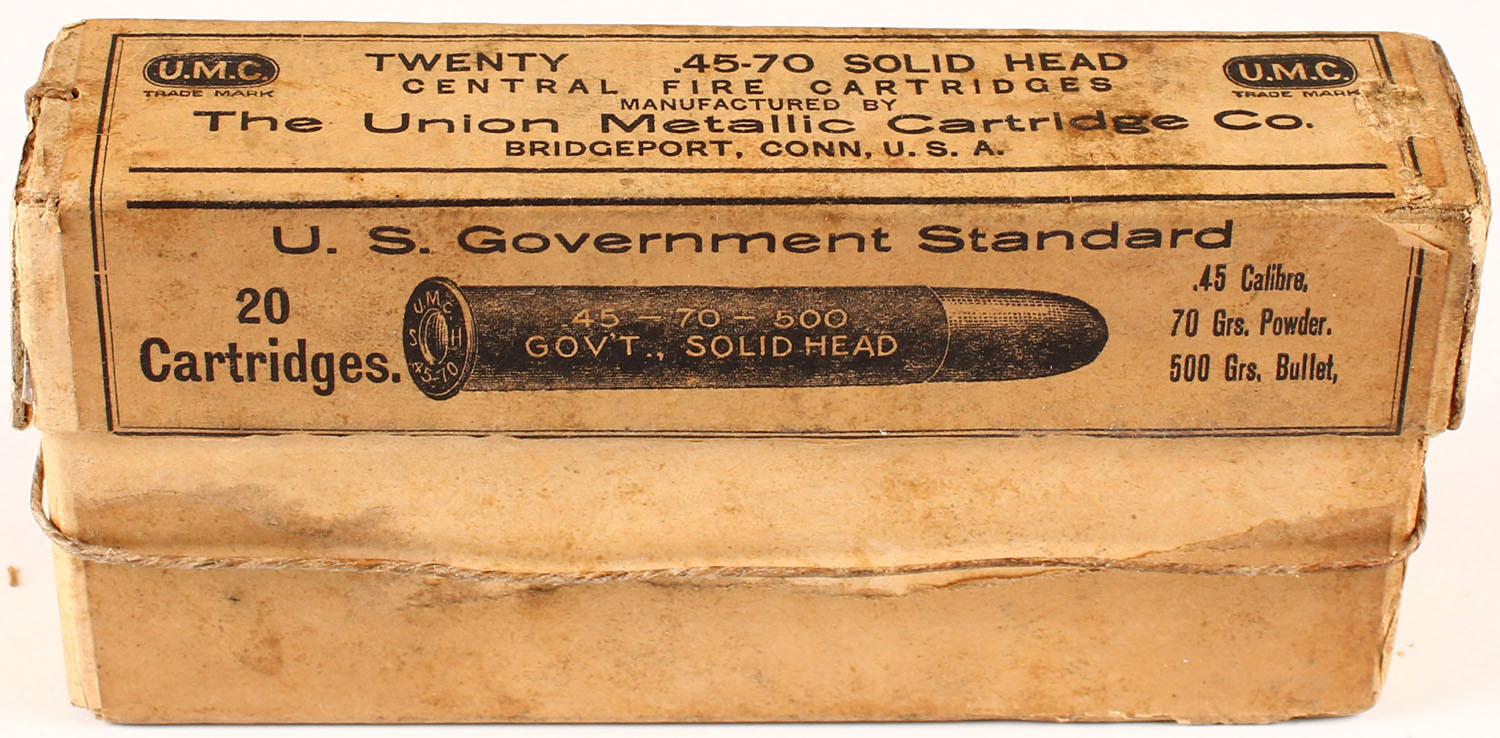 U.M.C. TWENTY .45-70 SOLID HEAD U.M.C.
TRADE MARK CENTRAL FIRE CARTRIDGES TRADE MARK
MANUFACTURED BY
The Union Metallic Cartridge Co.
BRIDGEPORT, CONN, U. S. A.
U. S. Government Standard
20
Cartridges.
U.M.C.
S H
.45-70
45-70-500
GOV'T., SOLID HEAD
.45 Calibre,
70 Grs. Powder.
500 Grs. Bullet,